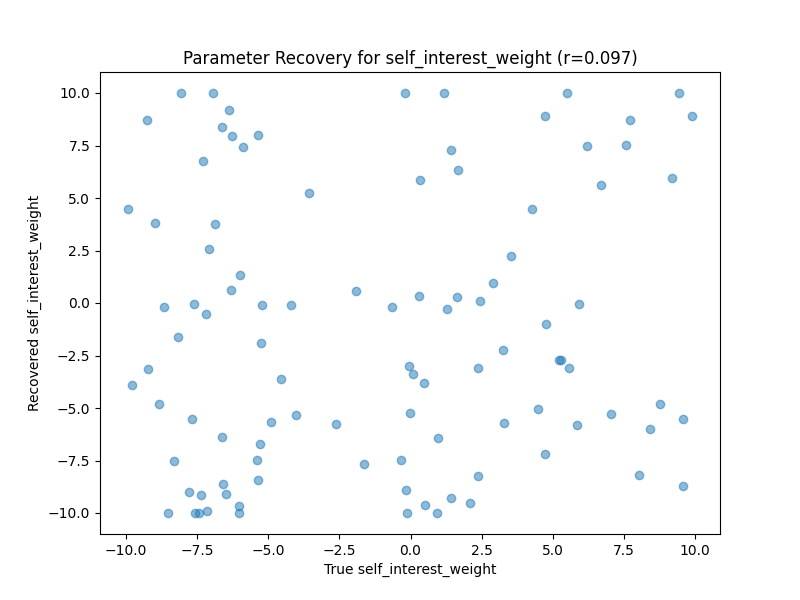 Parameter Recovery for self_interest_weight (r=0.097)
10.0
7.5
5.0
2.5
0.0
−2.5
−5.0
−7.5
−10.0
Recovered self_interest_weight
−10.0 −7.5 −5.0 −2.5 0.0 2.5 5.0 7.5 10.0
True self_interest_weight